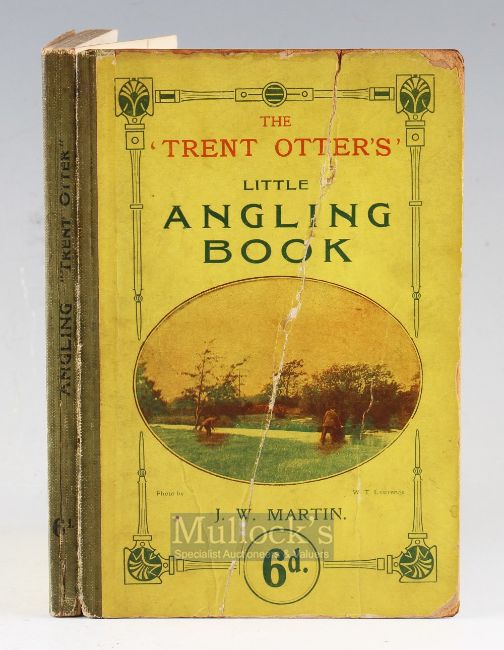 THE
'TRENT OTTER'S'
LITTLE
ANGLING
BOOK
Photo by W. T. Lawrence
J. W. MARTIN.
6d.
ANGLING "TRENT OTTER"
6d.
Mullock's
Specialist Auctioneers & Valuers